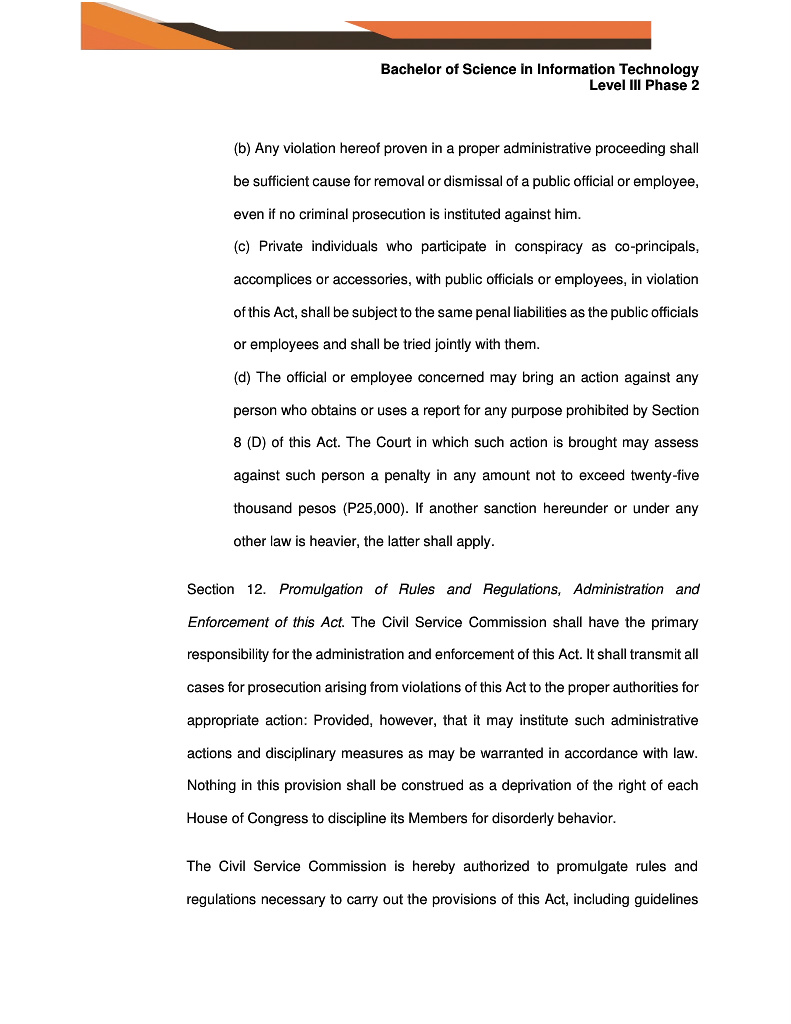 Bachelor of Science in Information Technology
Level III Phase 2
(b) Any violation hereof proven in a proper administrative proceeding shall
be sufficient cause for removal or dismissal of a public official or employee,
even if no criminal prosecution is instituted against him.
(c) Private individuals who participate in conspiracy as co-principals,
accomplices or accessories, with public officials or employees, in violation
of this Act, shall be subject to the same penal liabilities as the public officials
or employees and shall be tried jointly with them.
(d) The official or employee concerned may bring an action against any
person who obtains or uses a report for any purpose prohibited by Section
8 (D) of this Act. The Court in which such action is brought may assess
against such person a penalty in any amount not to exceed twenty-five
thousand pesos (P25,000). If another sanction hereunder or under any
other law is heavier, the latter shall apply.
Section 12. Promulgation of Rules and Regulations, Administration and
Enforcement of this Act. The Civil Service Commission shall have the primary
responsibility for the administration and enforcement of this Act. It shall transmit all
cases for prosecution arising from violations of this Act to the proper authorities for
appropriate action: Provided, however, that it may institute such administrative
actions and disciplinary measures as may be warranted in accordance with law.
Nothing in this provision shall be construed as a deprivation of the right of each
House of Congress to discipline its Members for disorderly behavior.
The Civil Service Commission is hereby authorized to promulgate rules and
regulations necessary to carry out the provisions of this Act, including guidelines